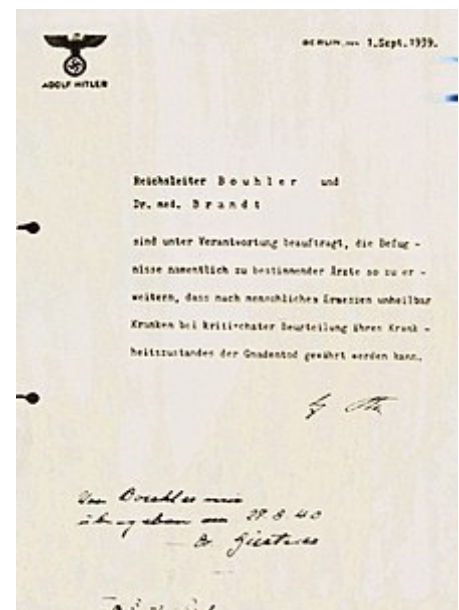 ADOLF HITLER
BERLIN, DEN 1.Sept. 1939.
Reichsleiter B o u h l e r und
Dr. med. B r a n d t
sind unter Verantwortung beauftragt, die Befug -
nisse namentlich zu bestimmender Ärzte so zu er -
weitern, dass nach menschlichem Ermessen unheilbar
Kranken bei kritischster Beurteilung ihres Krank -
heitszustandes der Gnadentod gewährt werden kann.
Von Bouhler mir
übergeben am 27.8.40
Dr. Gürtner